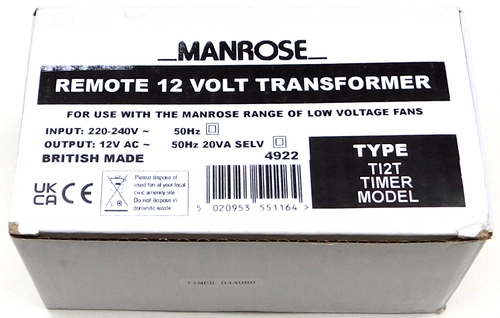 _MANROSE_
REMOTE 12 VOLT TRANSFORMER
FOR USE WITH THE MANROSE RANGE OF LOW VOLTAGE FANS
INPUT: 220-240V ~ 50Hz
OUTPUT: 12V AC ~ 50Hz 20VA SELV
BRITISH MADE 4922
TYPE
TI2T
TIMER
MODEL
UK
CA CE
Please dispose of
used fan at your local
civic amenity site
Do not dispose in
domestic waste
5 020953 551164 >
TIMER